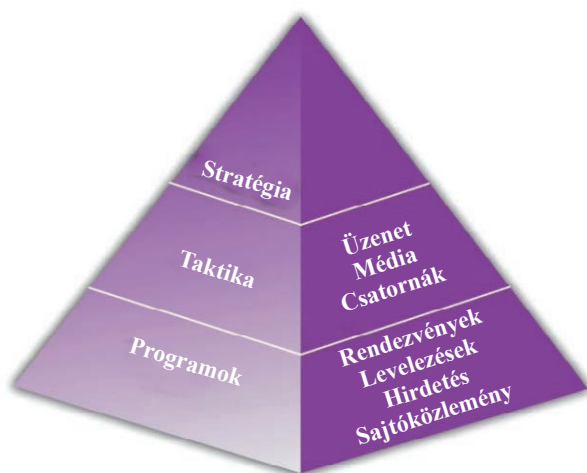 Stratégia
Taktika
Üzenet
Média
Csatornák
Programok
Rendezvények
Levelezések
Hirdetés
Sajtóközlemény